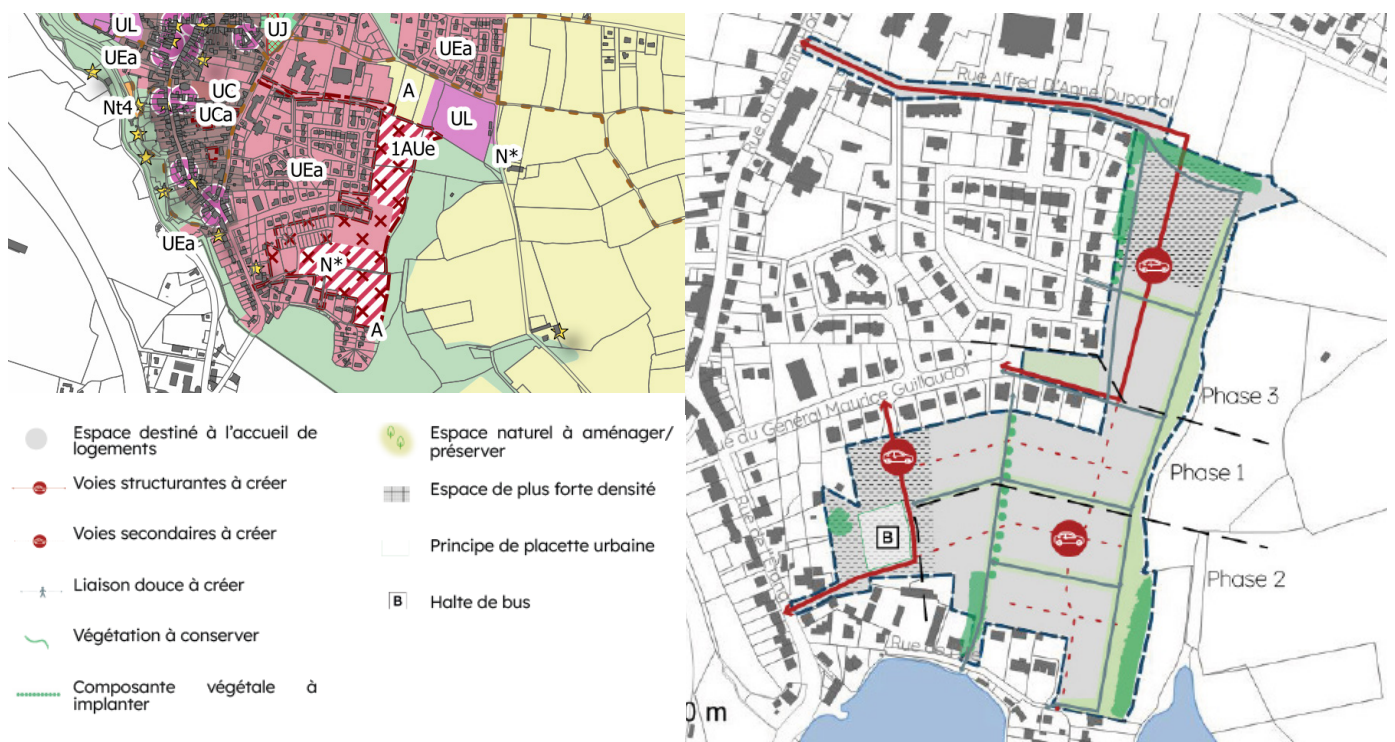 UL
UJ
UEa
UEa
UC
A
Nt4
UCa
UL
1AUe
N*
UEa
UEa
N*
A
Espace destiné à l'accueil de
logements
Voies structurantes à créer
Voies secondaires à créer
Liaison douce à créer
Végétation à conserver
Composante végétale à
implanter
Espace naturel à aménager/
préserver
Espace de plus forte densité
Principe de placette urbaine
B
Halte de bus
Rue Alfred D'Anne Duportal
Rue du Chemin
Rue du Général Maurice Guillaudot
Phase 3
Phase 1
B
Phase 2
Rue de
0 m